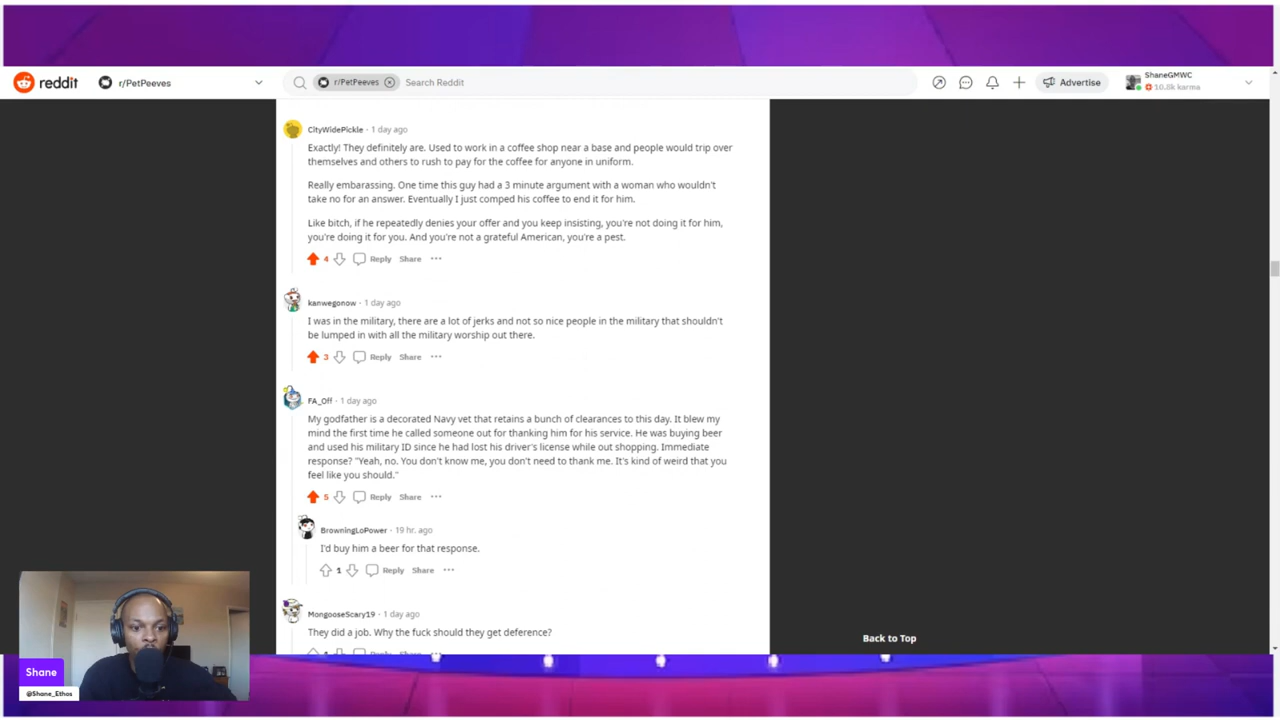 reddit
r/PetPeeves
r/PetPeeves
Search Reddit
Advertise
ShaneGMWC
10.8k karma
CityWidePickle · 1 day ago
Exactly! They definitely are. Used to work in a coffee shop near a base and people would trip over
themselves and others to rush to pay for the coffee for anyone in uniform.
Really embarassing. One time this guy had a 3 minute argument with a woman who wouldn't
take no for an answer. Eventually I just comped his coffee to end it for him.
Like bitch, if he repeatedly denies your offer and you keep insisting, you're not doing it for him,
you're doing it for you. And you're not a grateful American, you're a pest.
4 Reply Share ···
kanwegonow · 1 day ago
I was in the military, there are a lot of jerks and not so nice people in the military that shouldn't
be lumped in with all the military worship out there.
3 Reply Share ···
FA_Off · 1 day ago
My godfather is a decorated Navy vet that retains a bunch of clearances to this day. It blew my
mind the first time he called someone out for thanking him for his service. He was buying beer
and used his military ID since he had lost his driver's license while out shopping. Immediate
response? "Yeah, no. You don't know me, you don't need to thank me. It's kind of weird that you
feel like you should."
5 Reply Share ···
BrowningLoPower · 19 hr. ago
I'd buy him a beer for that response.
1 Reply Share ···
MongooseScary19 · 1 day ago
They did a job. Why the fuck should they get deference?
Back to Top
Shane
@Shane_Ethos